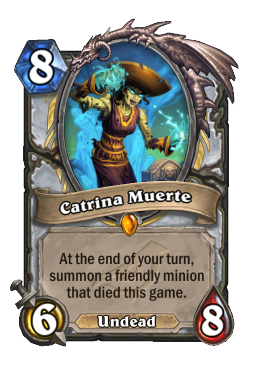 8
Catrina Muerte
At the end of your turn,
summon a friendly minion
that died this game.
6
Undead
8